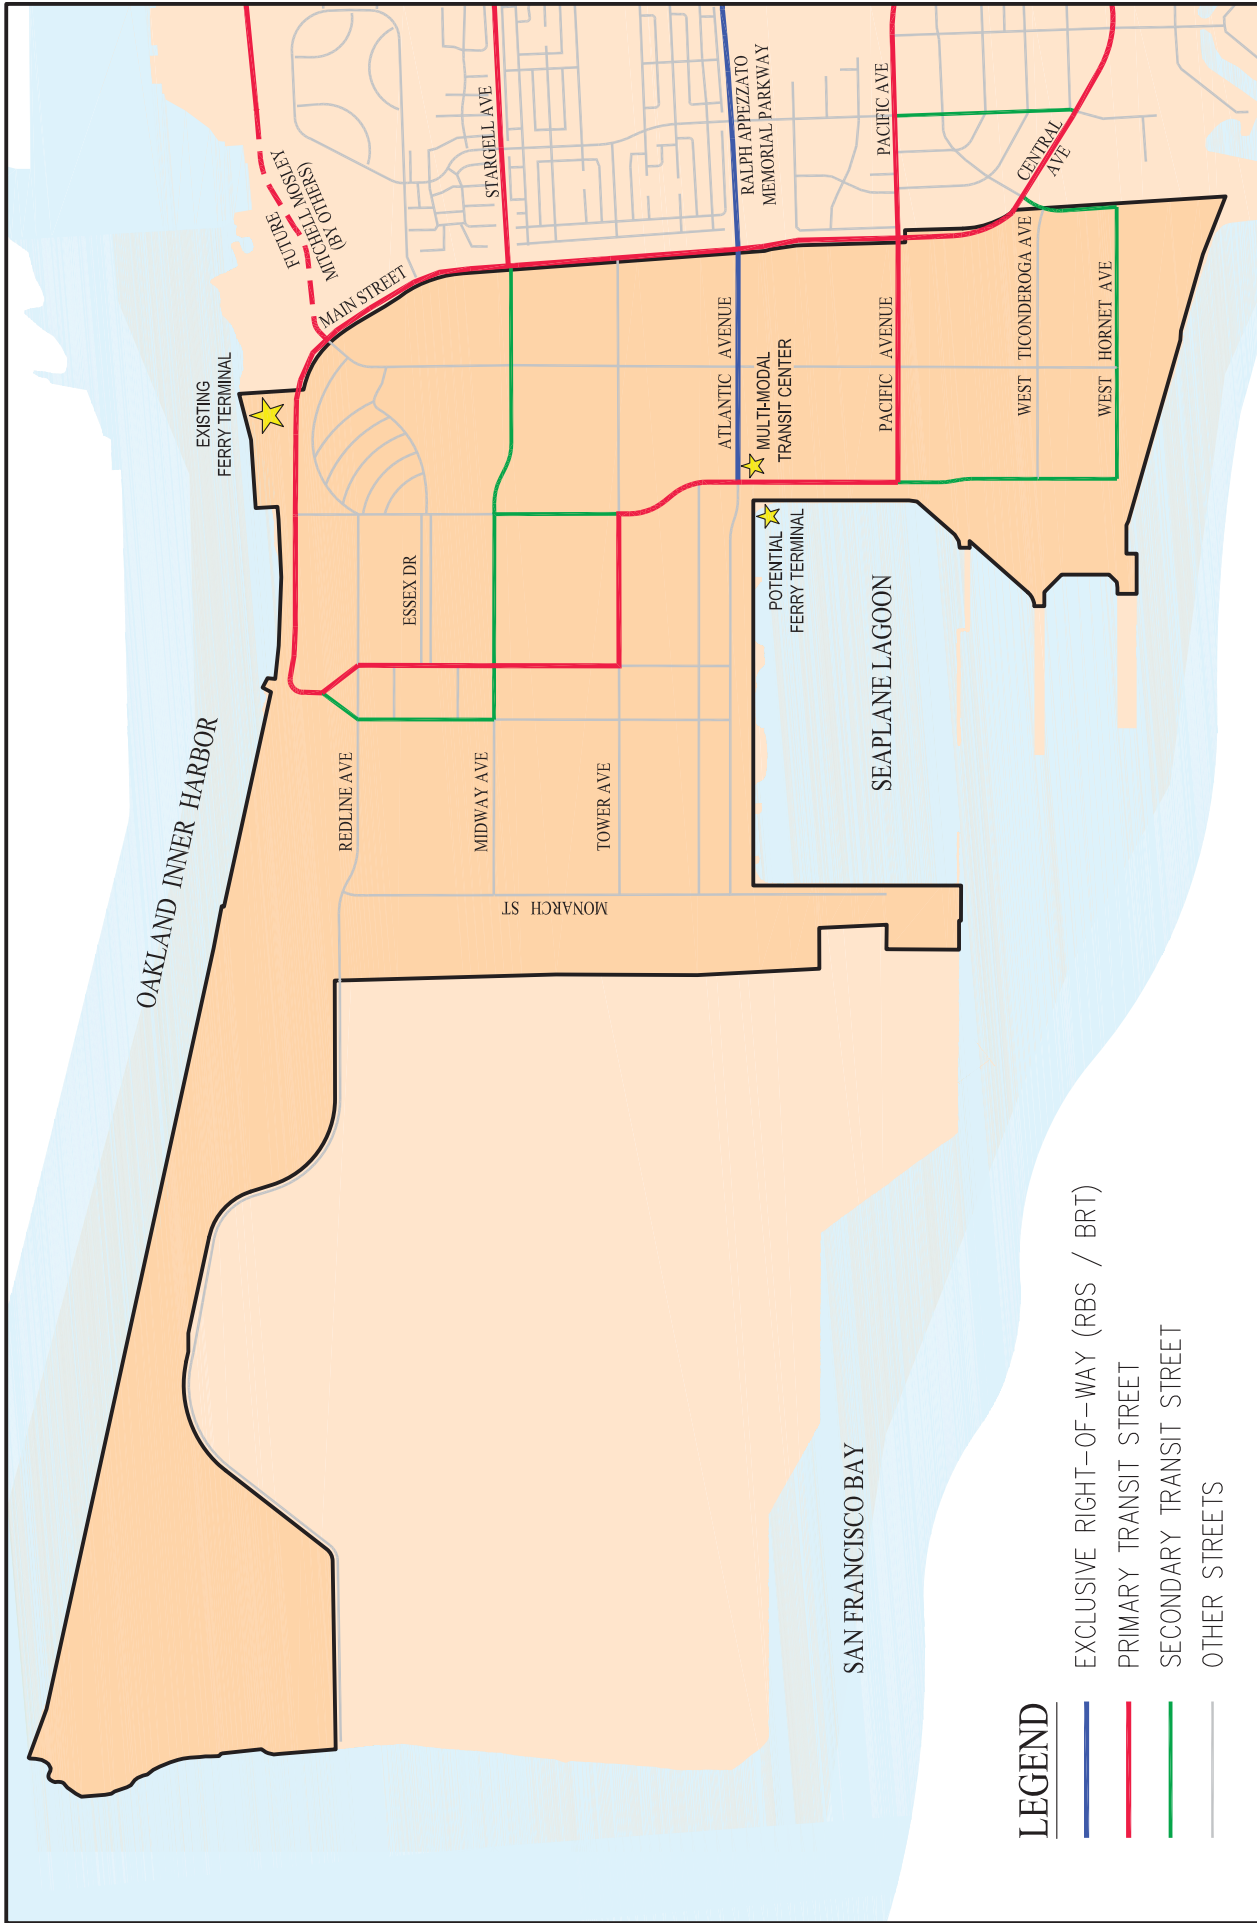 OAKLAND INNER HARBOR
EXISTING
FERRY TERMINAL
FUTURE
MITCHELL MOSLEY
(BY OTHERS)
MAIN STREET
STARGELL AVE
RALPH APPEZZATO
MEMORIAL PARKWAY
PACIFIC AVE
CENTRAL
AVE
REDLINE AVE
ESSEX DR
MIDWAY AVE
TOWER AVE
MONARCH ST
ATLANTIC AVENUE
MULTI-MODAL
TRANSIT CENTER
POTENTIAL
FERRY TERMINAL
PACIFIC AVENUE
SEAPLANE LAGOON
WEST TICONDEROGA AVE
WEST HORNET AVE
SAN FRANCISCO BAY
LEGEND
EXCLUSIVE RIGHT-OF-WAY (RBS / BRT)
PRIMARY TRANSIT STREET
SECONDARY TRANSIT STREET
OTHER STREETS